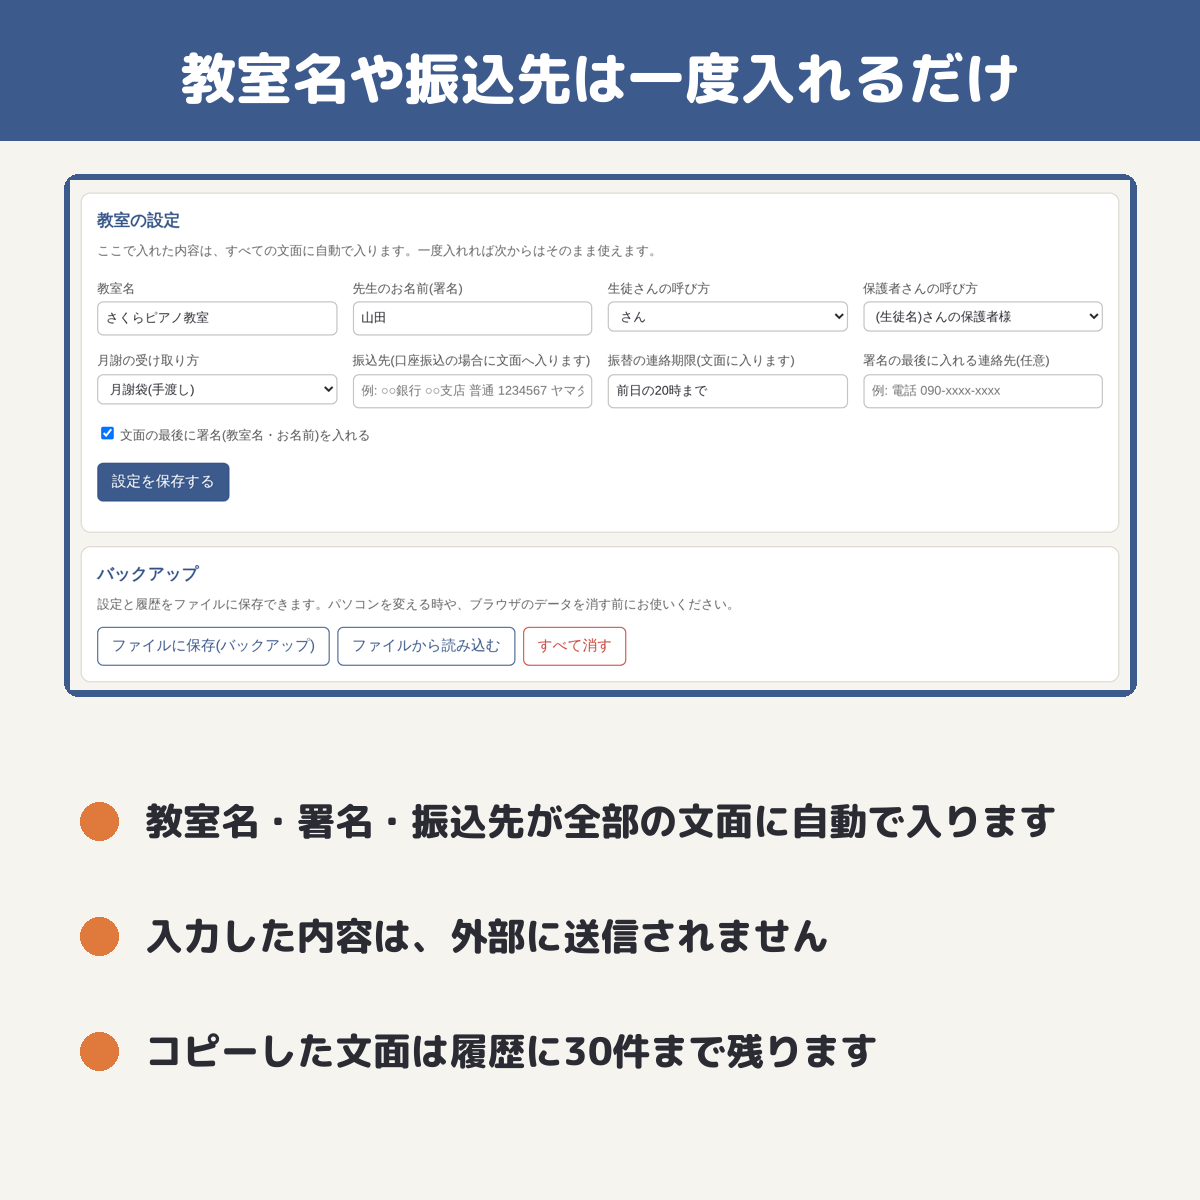 教室名や振込先は一度入れるだけ
教室の設定
ここで入れた内容は、すべての文面に自動で入ります。一度入れれば次からはそのまま使えます。
教室名 先生のお名前(署名) 生徒さんの呼び方 保護者さんの呼び方
さくらピアノ教室 山田 さん (生徒名)さんの保護者様
月謝の受け取り方 振込先(口座振込の場合に文面へ入ります) 振替の連絡期限(文面に入ります) 署名の最後に入れる連絡先(任意)
月謝袋(手渡し) 例: ○○銀行 ○○支店 普通 1234567 ヤマダ 前日の20時まで 例: 電話 090-xxxx-xxxx
文面の最後に署名(教室名・お名前)を入れる
設定を保存する
バックアップ
設定と履歴をファイルに保存できます。パソコンを変える時や、ブラウザのデータを消す前にお使いください。
ファイルに保存(バックアップ) ファイルから読み込む すべて消す
教室名・署名・振込先が全部の文面に自動で入ります
入力した内容は、外部に送信されません
コピーした文面は履歴に30件まで残ります